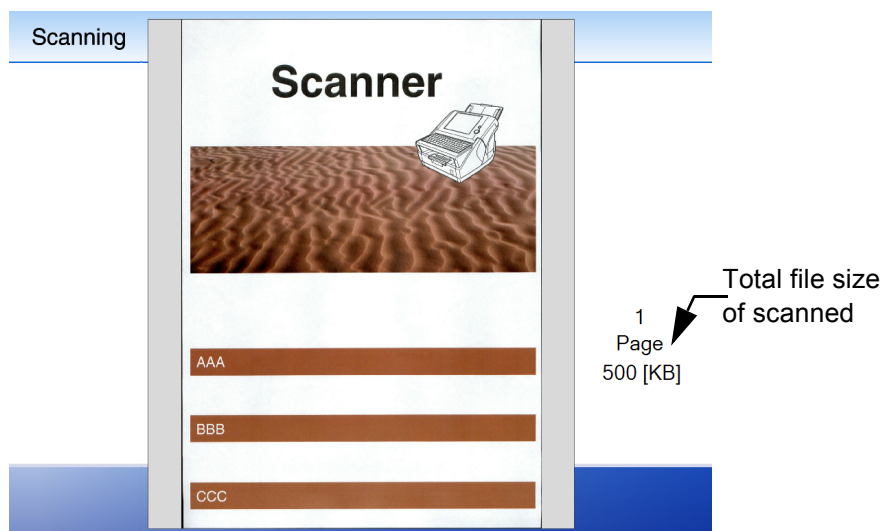 Scanning
Scanner
AAA
BBB
CCC
1
Page
500 [KB]
Total file size
of scanned